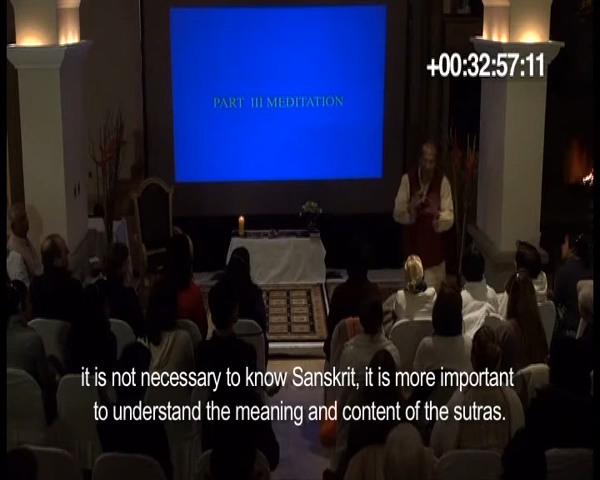 +00:32:57:11
PART III MEDITATION
it is not necessary to know Sanskrit, it is more important
to understand the meaning and content of the sutras.